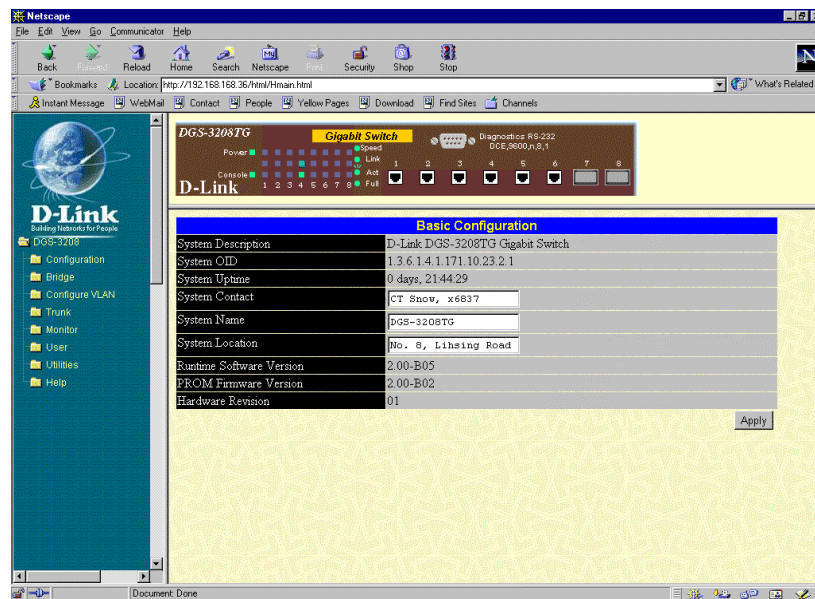 Netscape
File Edit View Go Communicator Help
Back Forward Reload Home Search Netscape Print Security Shop Stop
Bookmarks Location: http://192.168.168.36/html/Hmain.html What's Related
Instant Message WebMail Contact People Yellow Pages Download Find Sites Channels
DGS-3208TG Gigabit Switch Diagnostics RS-232
DCE,9600,n,8,1
Power Speed
Link 1 2 3 4 5 6 7 8
Console Act
D-Link 1 2 3 4 5 6 7 8 Full
D-Link
Building Networks for People
DGS-3208
Configuration
Bridge
Configure VLAN
Trunk
Monitor
User
Utilities
Help
Basic Configuration
System Description D-Link DGS-3208TG Gigabit Switch
System OID 1.3.6.1.4.1.171.10.23.2.1
System Uptime 0 days, 21:44:29
System Contact CT Snow, x6837
System Name DGS-3208TG
System Location No. 8, Lihsing Road
Runtime Software Version 2.00-B05
PROM Firmware Version 2.00-B02
Hardware Revision 01
Apply
Document: Done